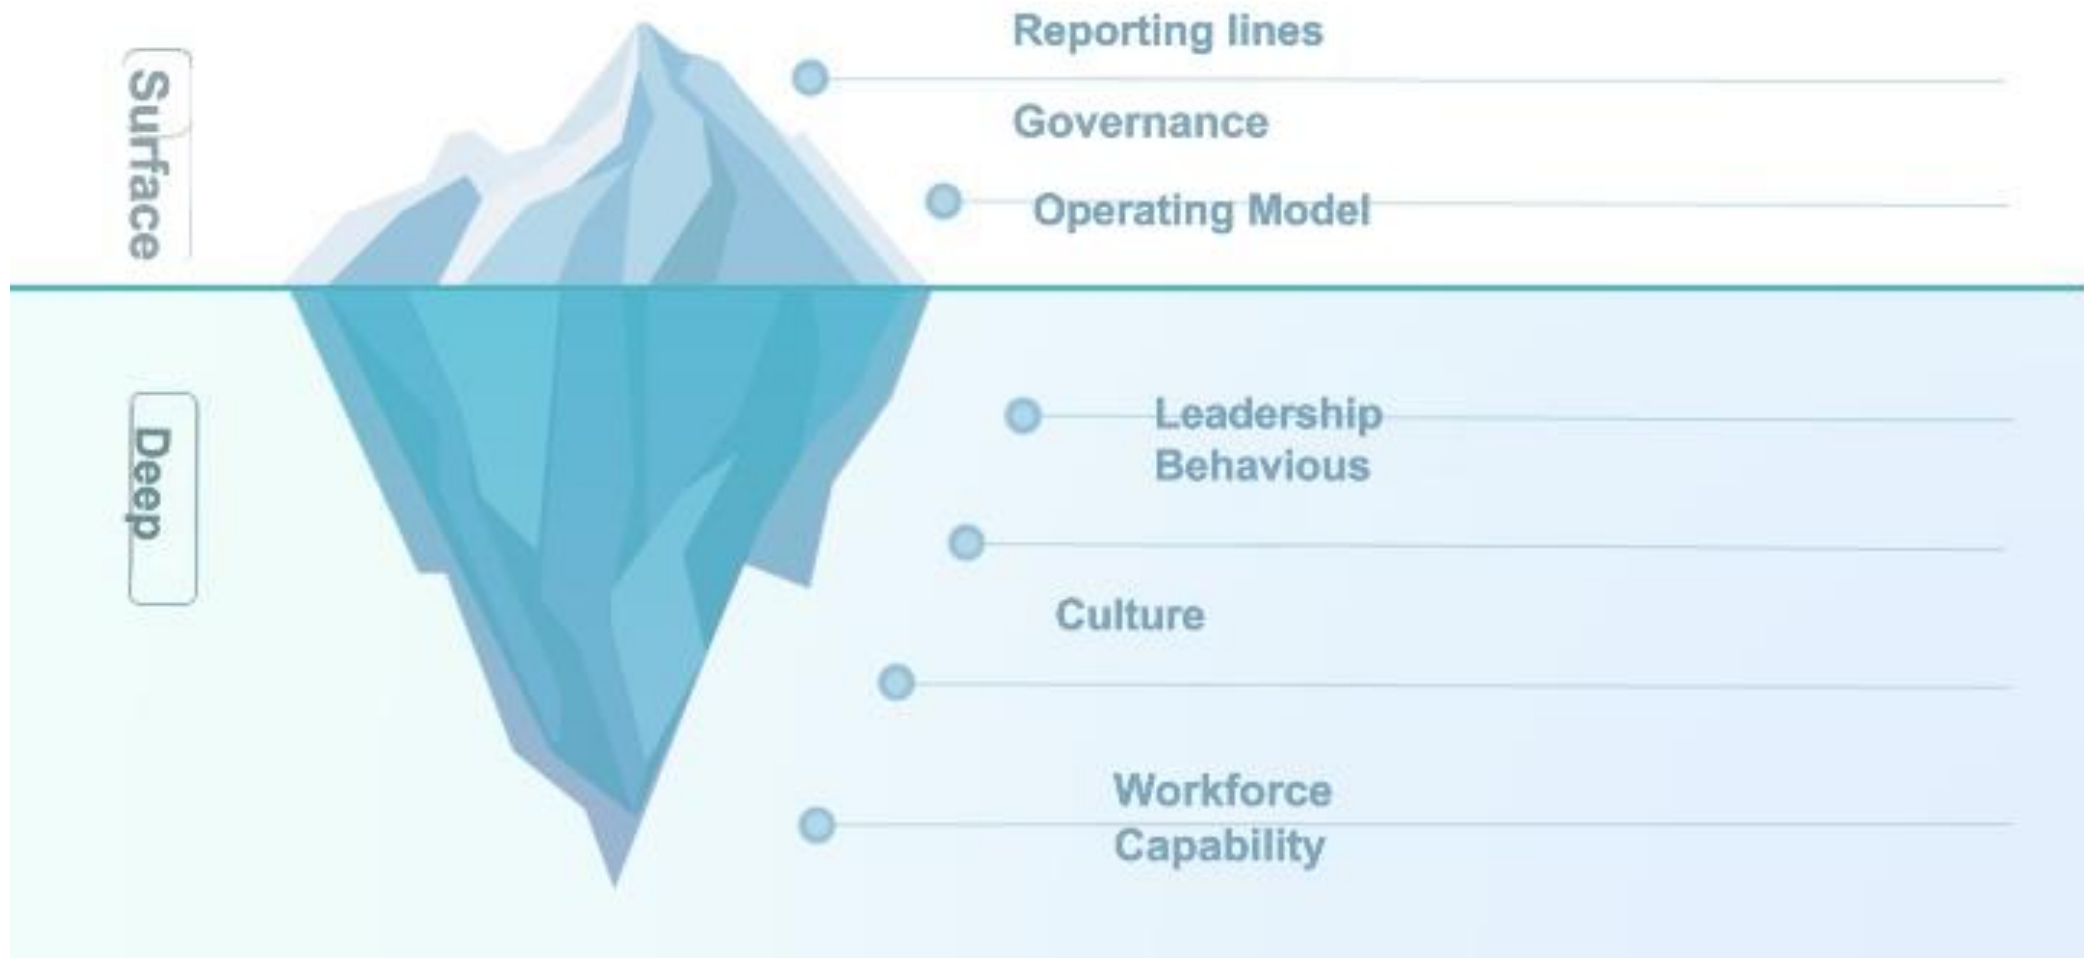 Surface
Reporting lines
Governance
Operating Model
Deep
Leadership
Behavious
Culture
Workforce
Capability